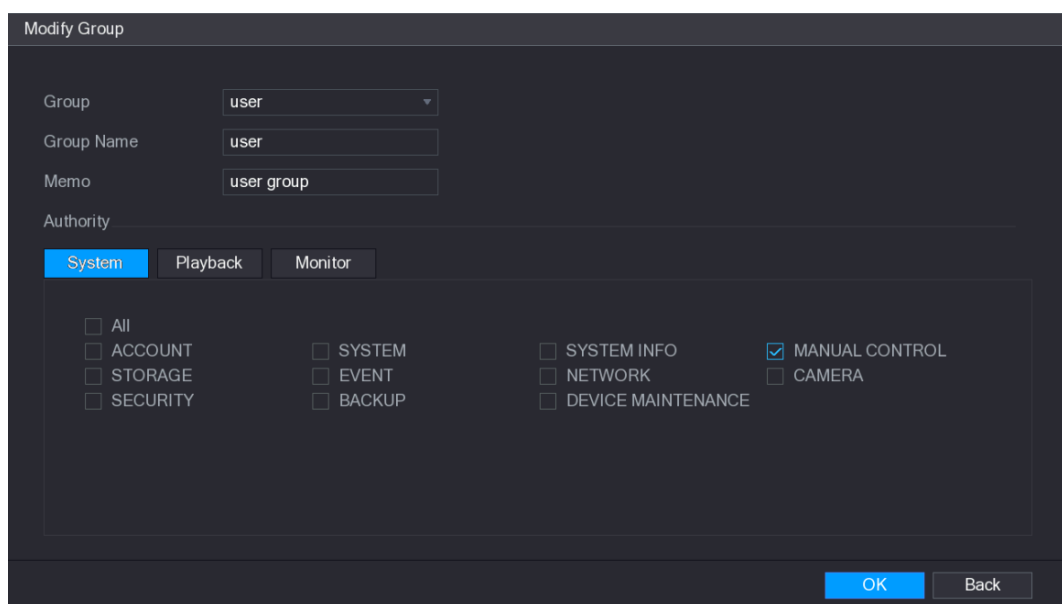 Modify Group
Group user
Group Name user
Memo user group
Authority
System Playback Monitor
All
ACCOUNT SYSTEM SYSTEM INFO MANUAL CONTROL
STORAGE EVENT NETWORK CAMERA
SECURITY BACKUP DEVICE MAINTENANCE
OK Back